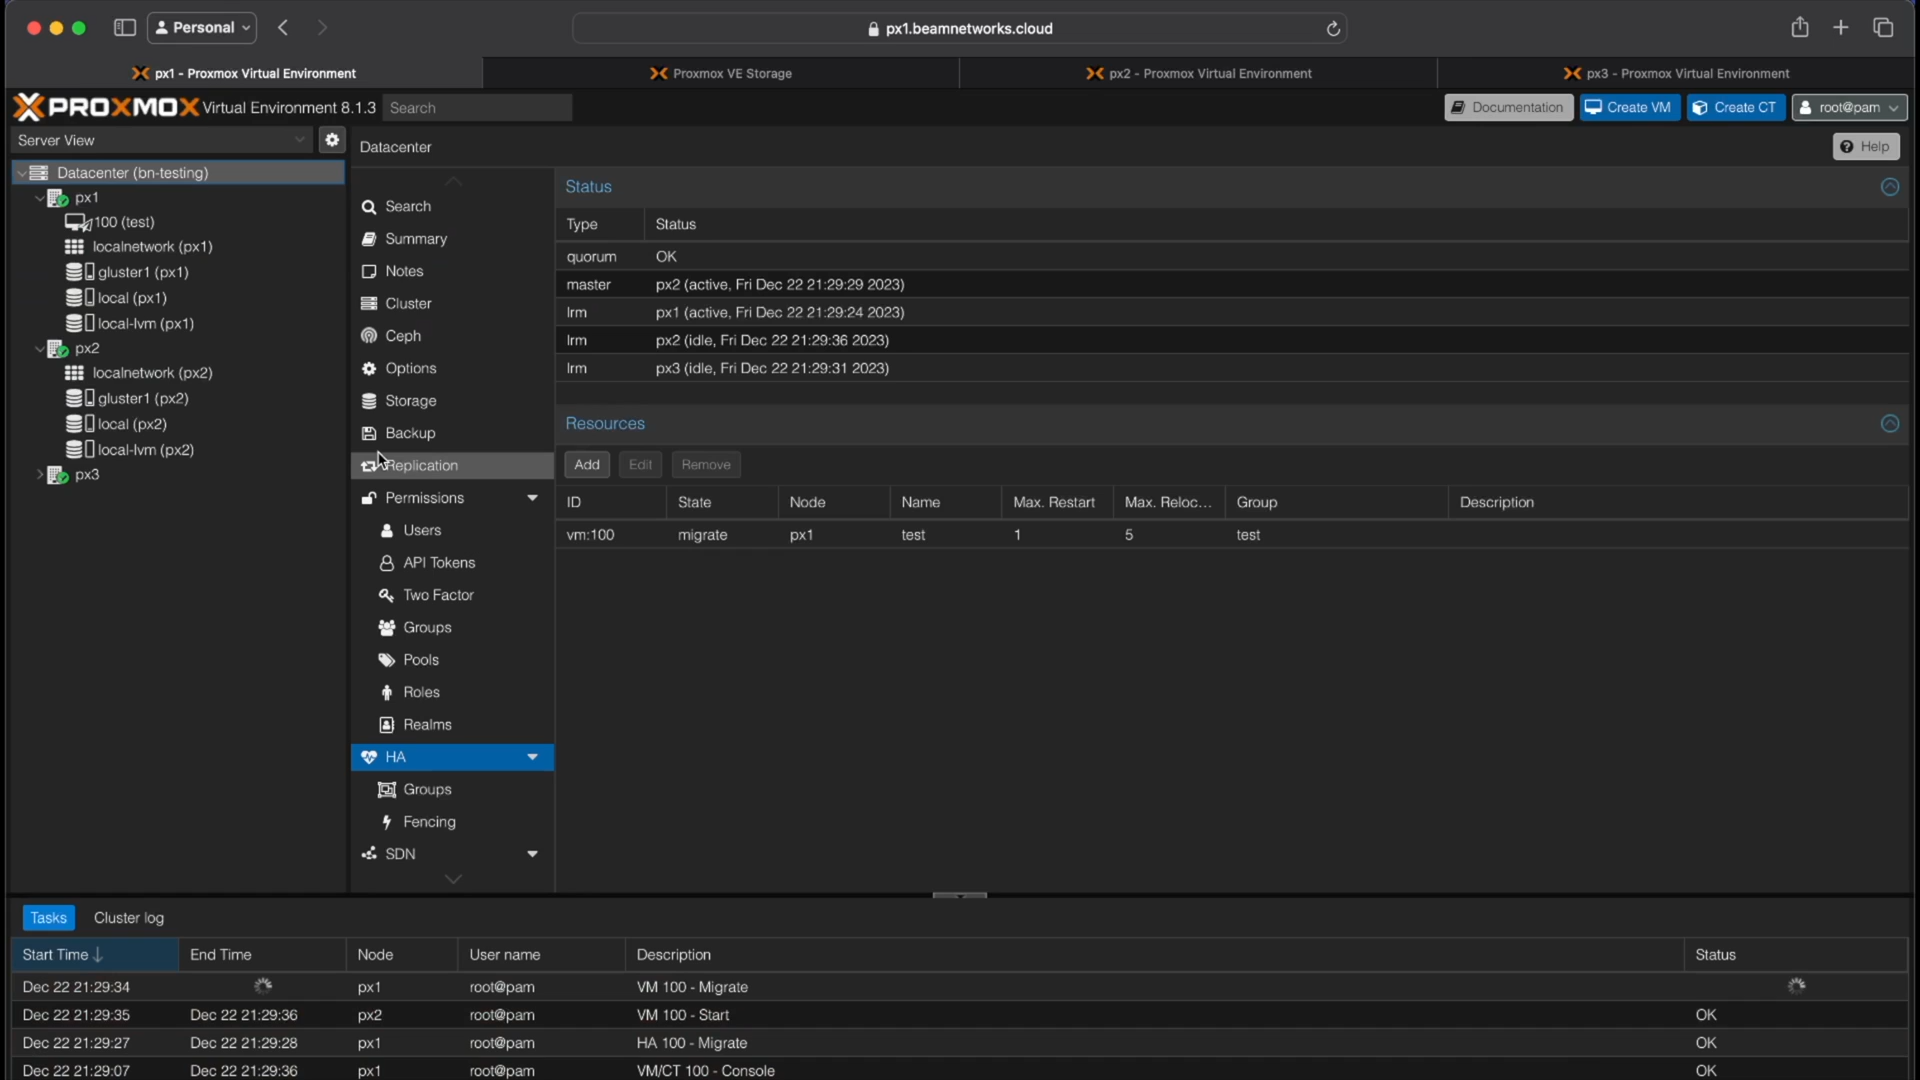 Personal
px1.beamnetworks.cloud
px1 - Proxmox Virtual Environment
Proxmox VE Storage
px2 - Proxmox Virtual Environment
px3 - Proxmox Virtual Environment
PROXMOX Virtual Environment 8.1.3
Search
Documentation
Create VM
Create CT
root@pam
Server View
Datacenter
Help
Datacenter (bn-testing)
px1
100 (test)
localnetwork (px1)
gluster1 (px1)
local (px1)
local-lvm (px1)
px2
localnetwork (px2)
gluster1 (px2)
local (px2)
local-lvm (px2)
px3
Search
Summary
Notes
Cluster
Ceph
Options
Storage
Backup
Replication
Permissions
Users
API Tokens
Two Factor
Groups
Pools
Roles
Realms
HA
Groups
Fencing
SDN
Status
Type Status
quorum OK
master px2 (active, Fri Dec 22 21:29:29 2023)
lrm px1 (active, Fri Dec 22 21:29:24 2023)
lrm px2 (idle, Fri Dec 22 21:29:36 2023)
lrm px3 (idle, Fri Dec 22 21:29:31 2023)
Resources
Add Edit Remove
ID State Node Name Max. Restart Max. Reloc... Group Description
vm:100 migrate px1 test 1 5 test
Tasks Cluster log
Start Time End Time Node User name Description Status
Dec 22 21:29:34 px1 root@pam VM 100 - Migrate
Dec 22 21:29:35 Dec 22 21:29:36 px2 root@pam VM 100 - Start OK
Dec 22 21:29:27 Dec 22 21:29:28 px1 root@pam HA 100 - Migrate OK
Dec 22 21:29:07 Dec 22 21:29:36 px1 root@pam VM/CT 100 - Console OK